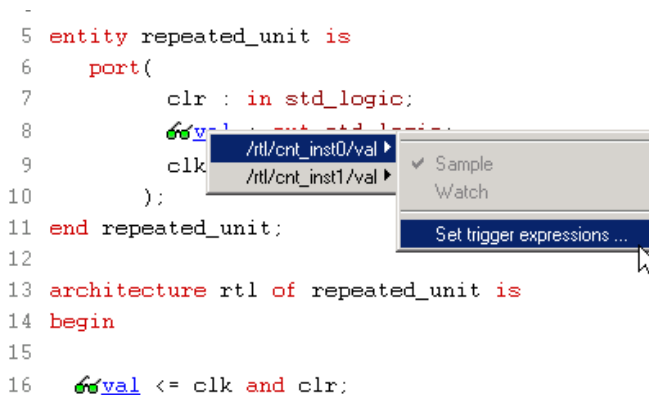 5 entity repeated_unit is
6 port(
7 clr : in std_logic;
8 val : out std_logic;
/rtl/cnt_inst0/val
9 clk
/rtl/cnt_inst1/val
Sample
Watch
10 );
11 end repeated_unit;
Set trigger expressions ...
12
13 architecture rtl of repeated_unit is
14 begin
15
16 val <= clk and clr;